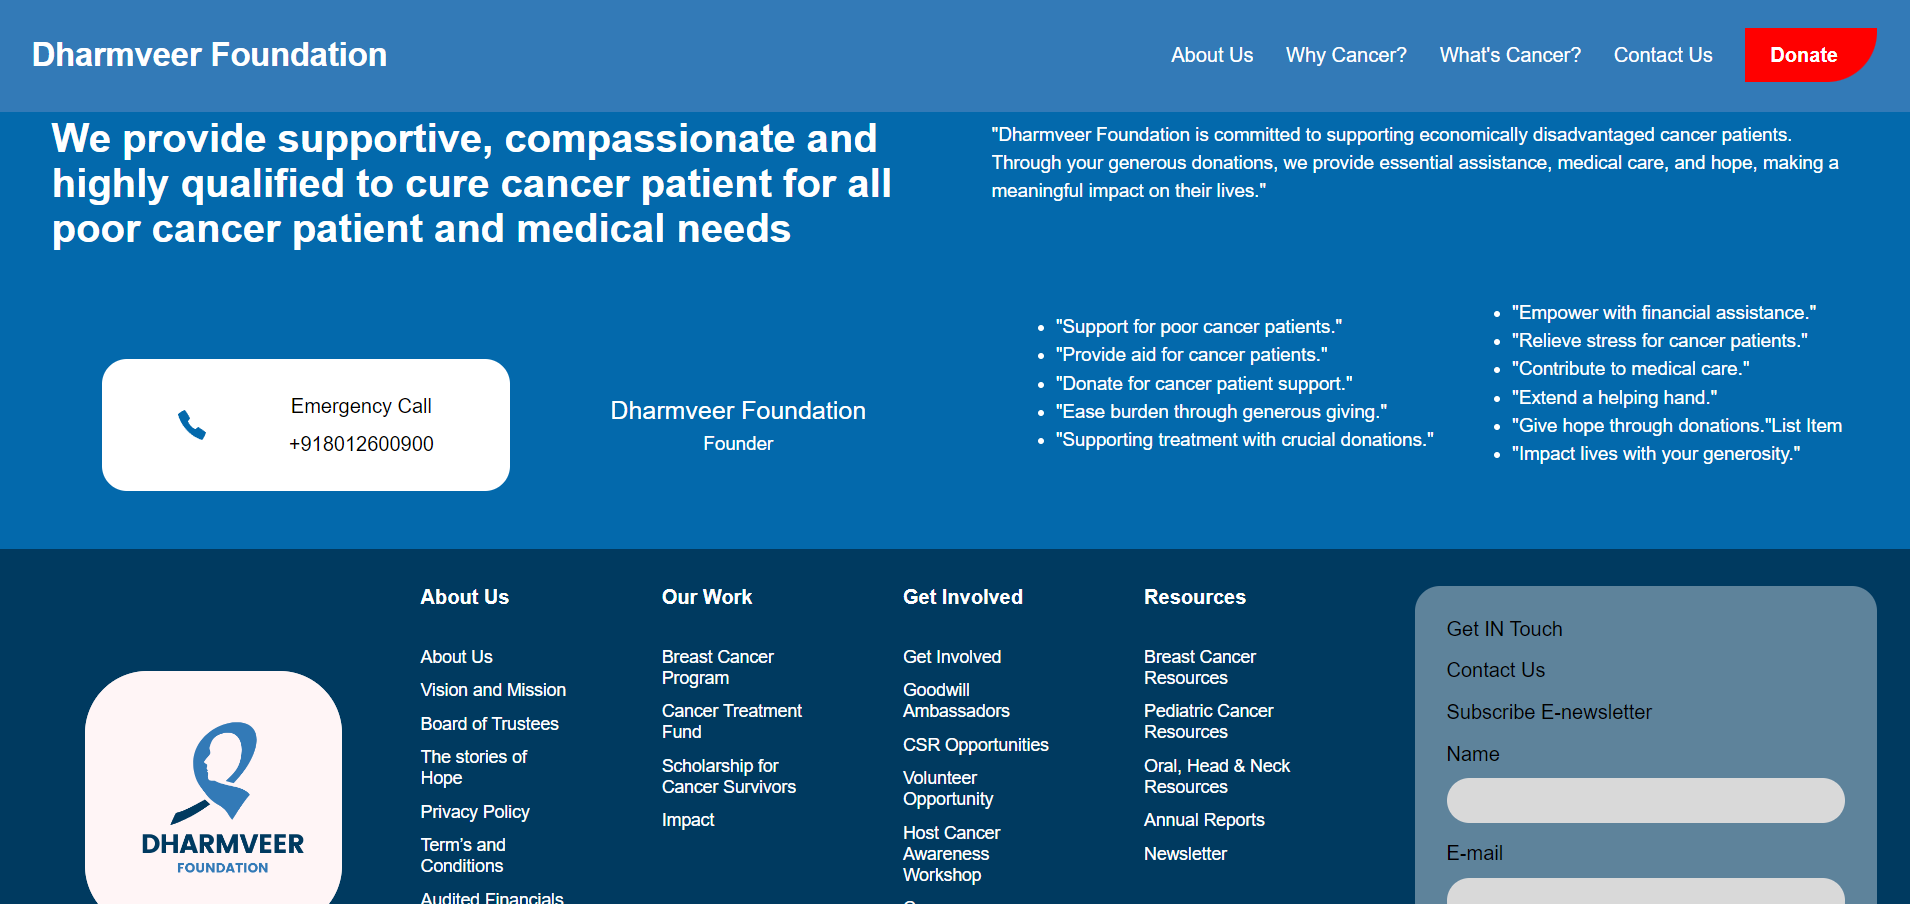 Dharmveer Foundation
About Us
Why Cancer?
What's Cancer?
Contact Us
Donate
We provide supportive, compassionate and
highly qualified to cure cancer patient for all
poor cancer patient and medical needs
"Dharmveer Foundation is committed to supporting economically disadvantaged cancer patients.
Through your generous donations, we provide essential assistance, medical care, and hope, making a
meaningful impact on their lives."
Emergency Call
+918012600900
Dharmveer Foundation
Founder
• "Support for poor cancer patients."
• "Provide aid for cancer patients."
• "Donate for cancer patient support."
• "Ease burden through generous giving."
• "Supporting treatment with crucial donations."
• "Empower with financial assistance."
• "Relieve stress for cancer patients."
• "Contribute to medical care."
• "Extend a helping hand."
• "Give hope through donations."List Item
• "Impact lives with your generosity."
DHARMVEER
FOUNDATION
About Us
About Us
Vision and Mission
Board of Trustees
The stories of
Hope
Privacy Policy
Term's and
Conditions
Audited Financials
Our Work
Breast Cancer
Program
Cancer Treatment
Fund
Scholarship for
Cancer Survivors
Impact
Get Involved
Get Involved
Goodwill
Ambassadors
CSR Opportunities
Volunteer
Opportunity
Host Cancer
Awareness
Workshop
Resources
Breast Cancer
Resources
Pediatric Cancer
Resources
Oral, Head & Neck
Resources
Annual Reports
Newsletter
Get IN Touch
Contact Us
Subscribe E-newsletter
Name
E-mail